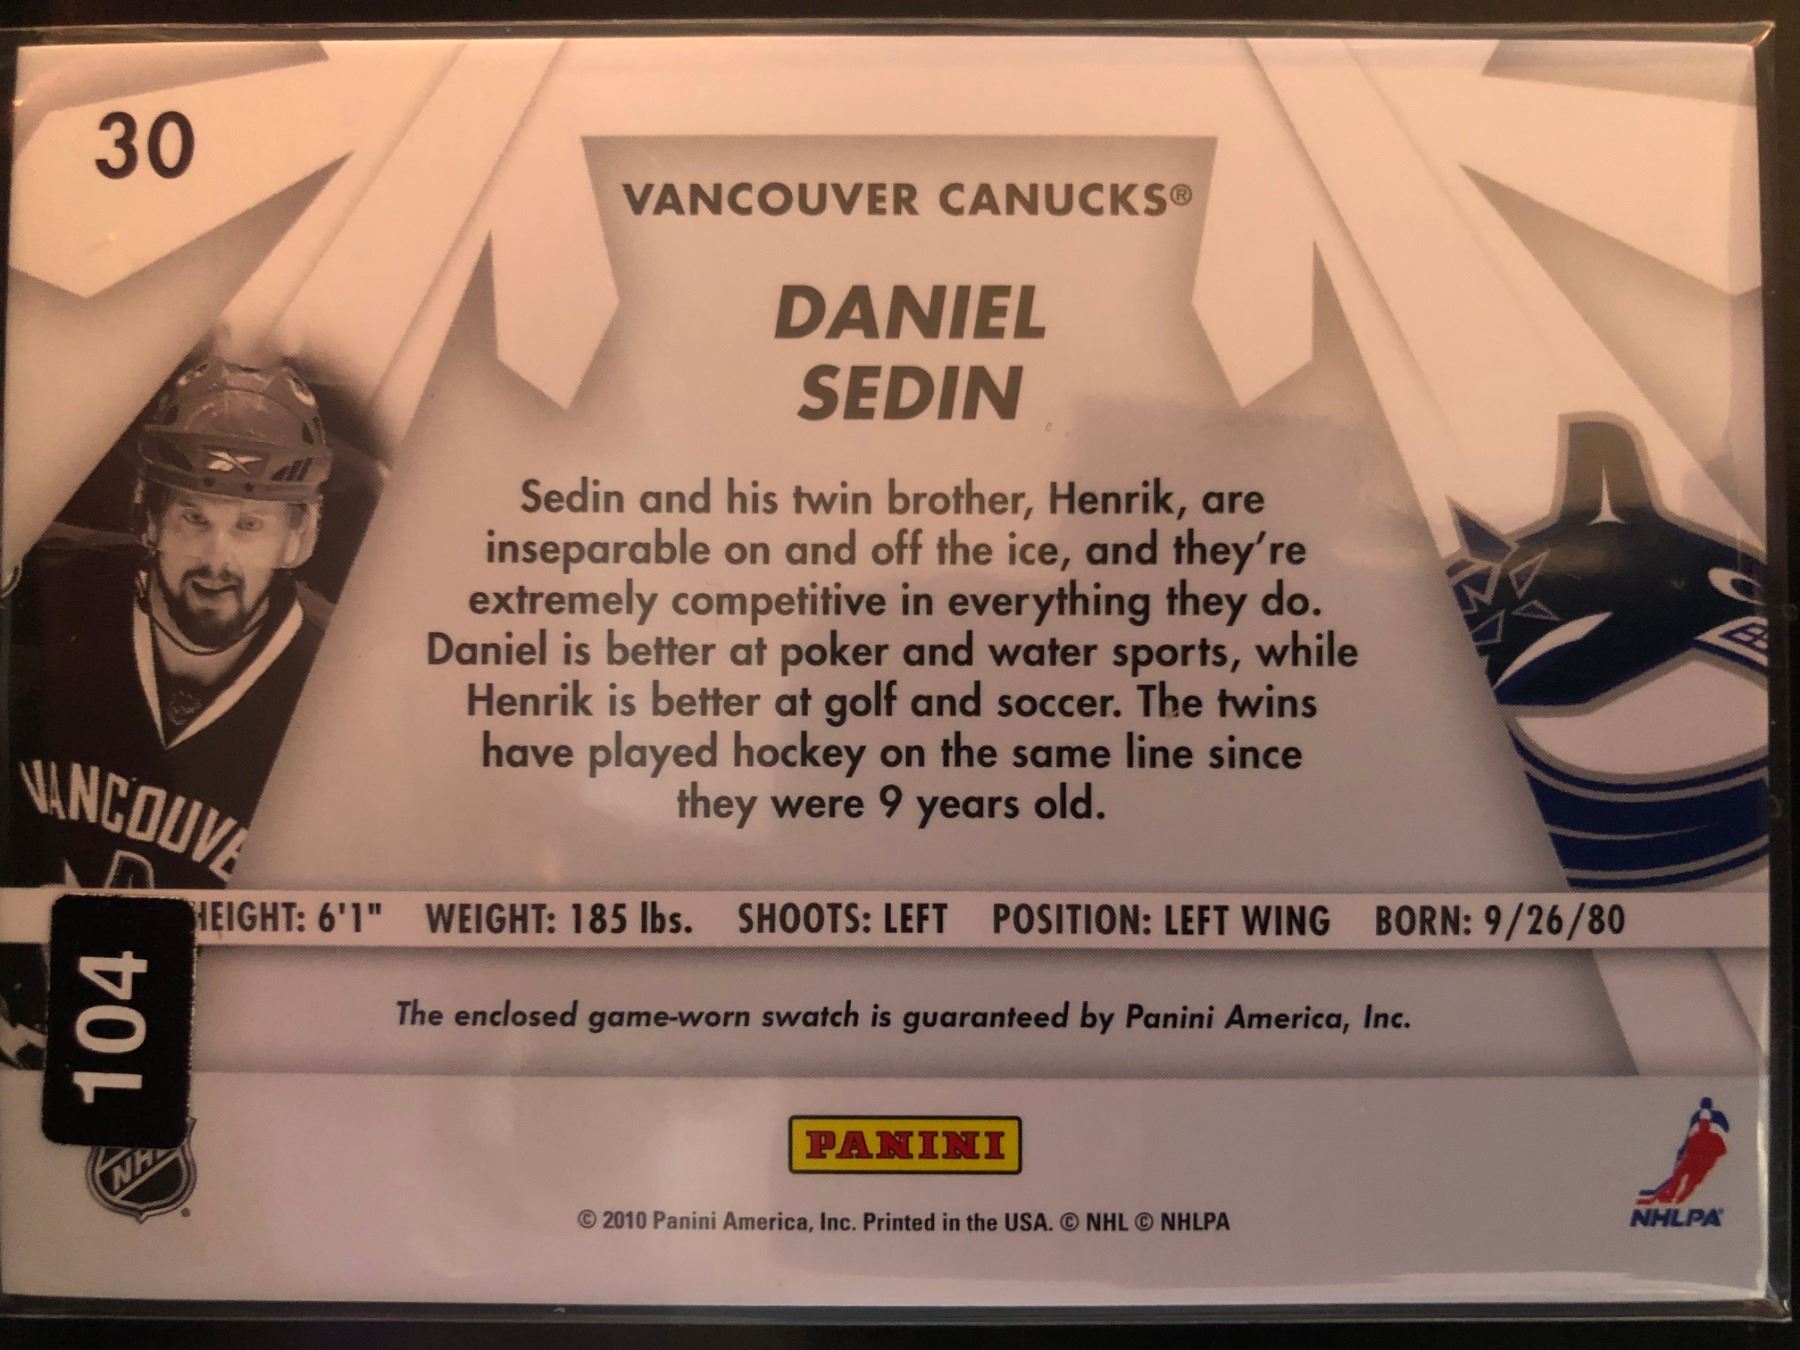 30
VANCOUVER CANUCKS®
DANIEL
SEDIN
Sedin and his twin brother, Henrik, are
inseparable on and off the ice, and they're
extremely competitive in everything they do.
Daniel is better at poker and water sports, while
Henrik is better at golf and soccer. The twins
have played hockey on the same line since
they were 9 years old.
VANCOUVE
HEIGHT: 6'1" WEIGHT: 185 lbs. SHOOTS: LEFT POSITION: LEFT WING BORN: 9/26/80
104
The enclosed game-worn swatch is guaranteed by Panini America, Inc.
PANINI
NHL
© 2010 Panini America, Inc. Printed in the USA. © NHL © NHLPA
NHLPA